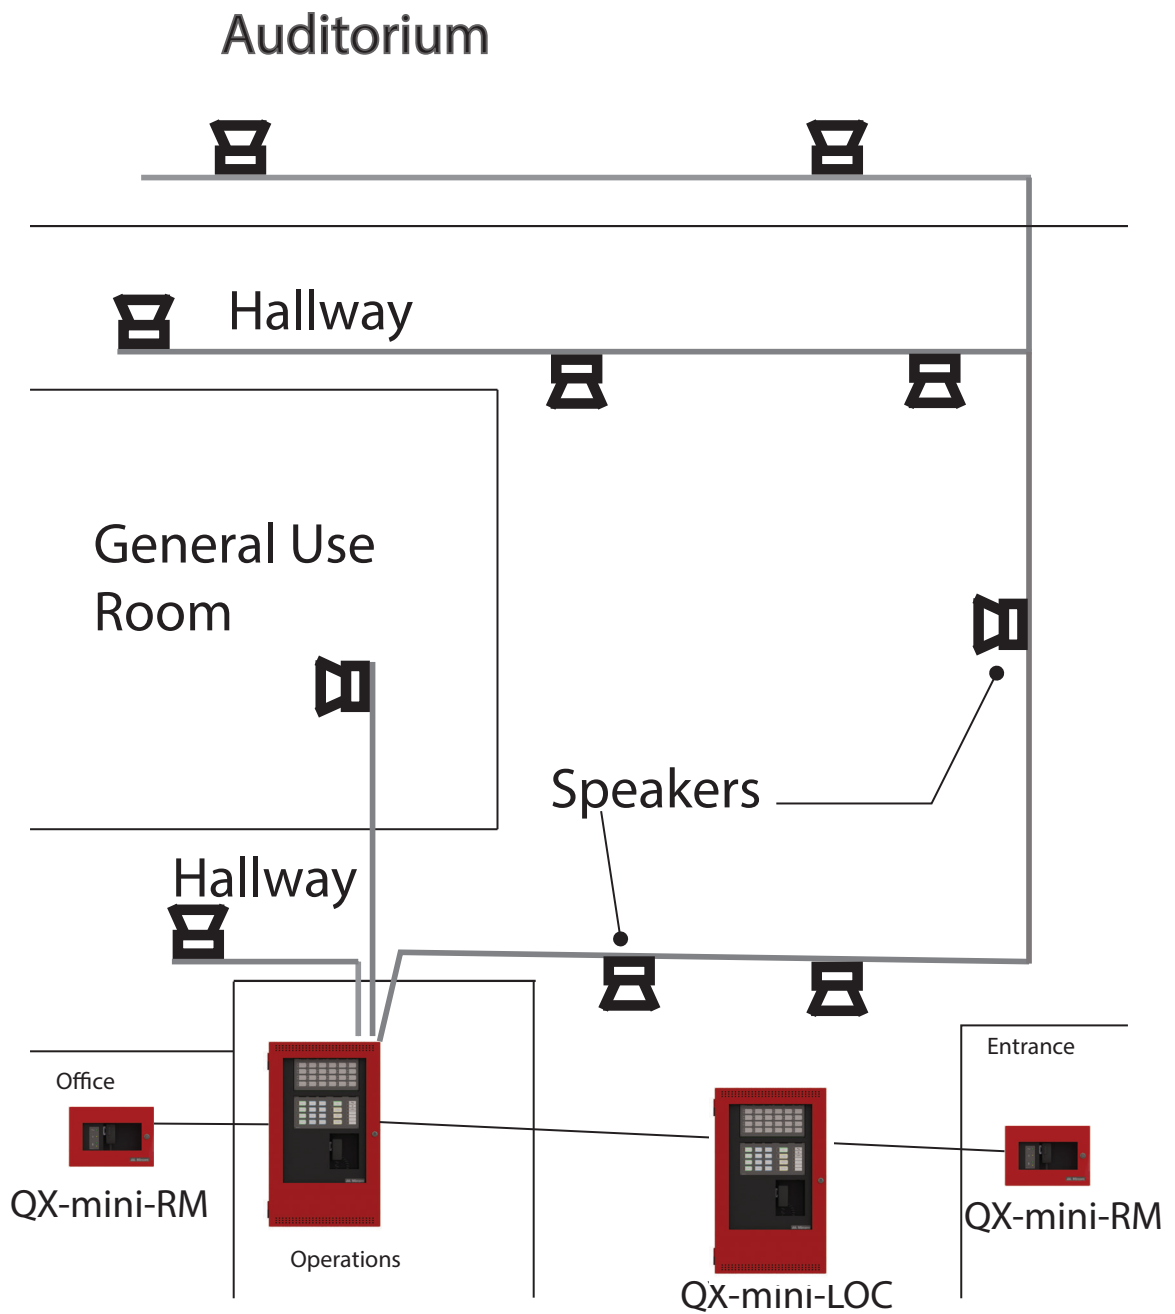 Auditorium
Hallway
General Use
Room
Speakers
Hallway
Entrance
Office
QX-mini-RM
QX-mini-RM
Operations
QX-mini-LOC